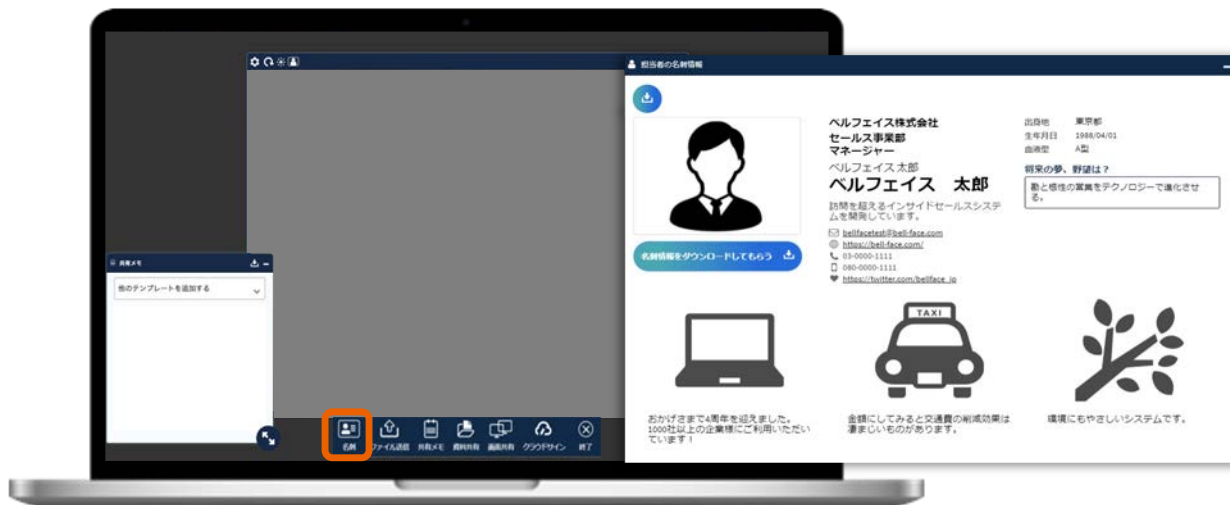 担当者の名刺情報
ベルフェイス株式会社
セールス事業部
マネージャー
ベルフェイス太郎
ベルフェイス 太郎
訪問を超えるインサイドセールスシステ
ムを開発しています。
bellfacetest@bell-face.com
https://bell-face.com/
03-0000-1111
080-0000-1111
https://twitter.com/bellface_jp
出身地 東京都
生年月日 1988/04/01
血液型 A型
将来の夢、野望は？
勘と感性の営業をテクノロジーで進化させ
る。
名刺情報をダウンロードしてもらう
TAXI
おかげさまで4周年を迎えました。
1000社以上の企業様にご利用いただい
ています！
金額にしてみると交通費の削減効果は
凄まじいものがあります。
環境にもやさしいシステムです。
共有メモ
他のテンプレートを追加する
名刺
ファイル送信
共有メモ
資料共有
画面共有
クラウドサイン
終了